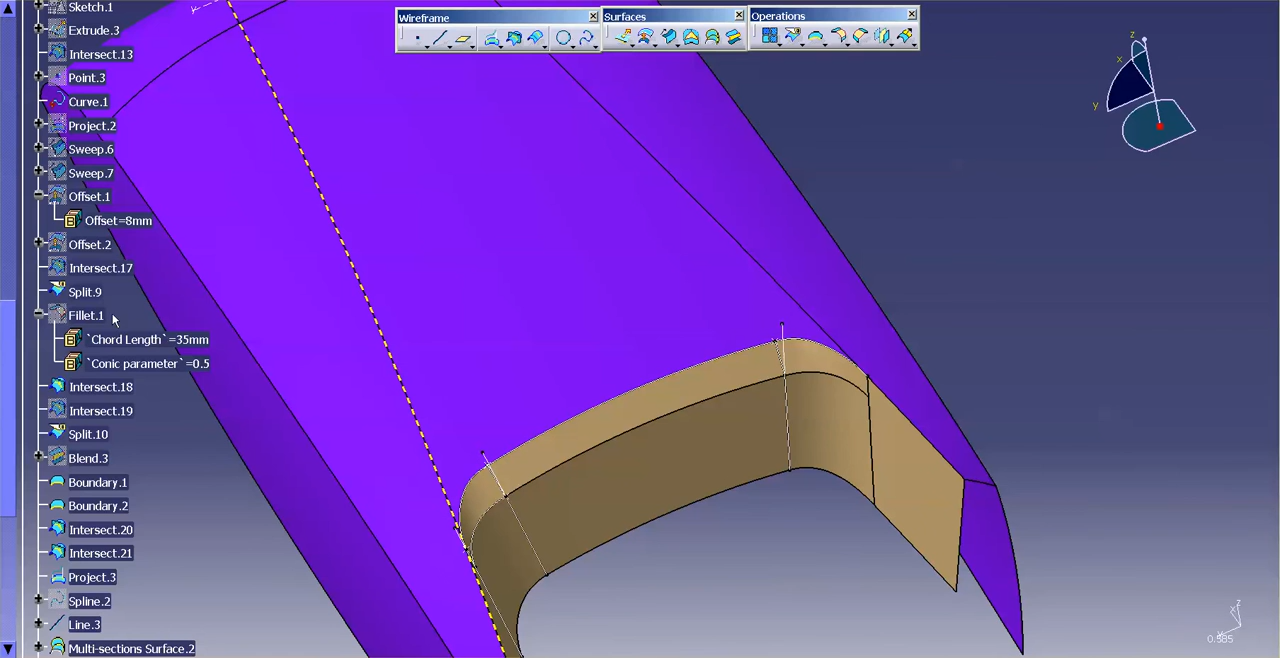 Sketch.1
Wireframe
Surfaces
Operations
Extrude.3
Intersect.13
z
x
y
Point.3
Curve.1
Project.2
Sweep.6
Sweep.7
Offset.1
Offset=8mm
Offset.2
Intersect.17
Split.9
Fillet.1
`Chord Length`=35mm
`Conic parameter`=0.5
Intersect.18
Intersect.19
Split.10
Blend.3
Boundary.1
Boundary.2
Intersect.20
Intersect.21
Project.3
Spline.2
Line.3
0.585
Multi-sections Surface.2